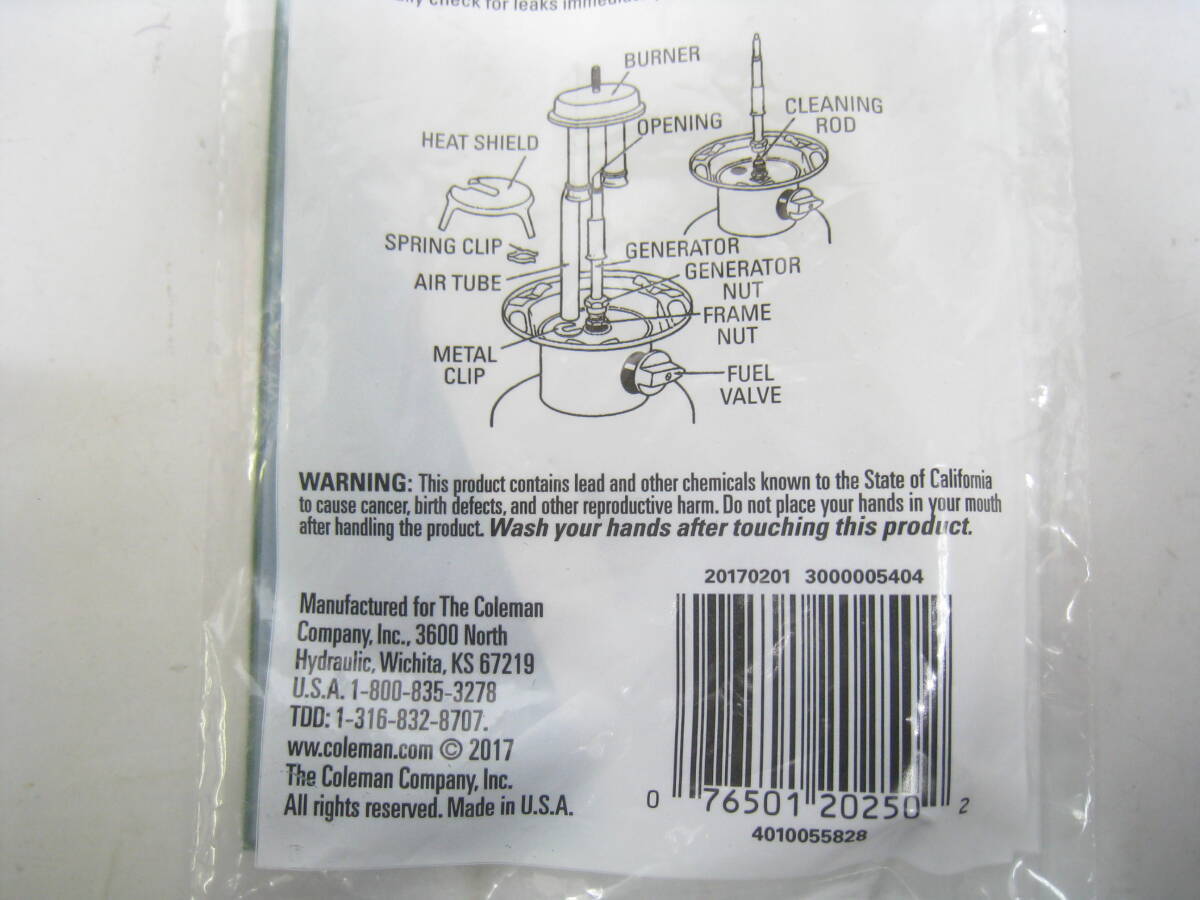 check for leaks
BURNER
CLEANING
ROD
OPENING
HEAT SHIELD
SPRING CLIP
GENERATOR
AIR TUBE
GENERATOR
NUT
FRAME
NUT
METAL
CLIP
FUEL
VALVE
WARNING: This product contains lead and other chemicals known to the State of California
to cause cancer, birth defects, and other reproductive harm. Do not place your hands in your mouth
after handling the product. Wash your hands after touching this product.
20170201 3000005404
Manufactured for The Coleman
Company, Inc., 3600 North
Hydraulic, Wichita, KS 67219
U.S.A. 1-800-835-3278
TDD: 1-316-832-8707.
ww.coleman.com © 2017
The Coleman Company, Inc.
All rights reserved. Made in U.S.A.
0 76501 20250 2
4010055828